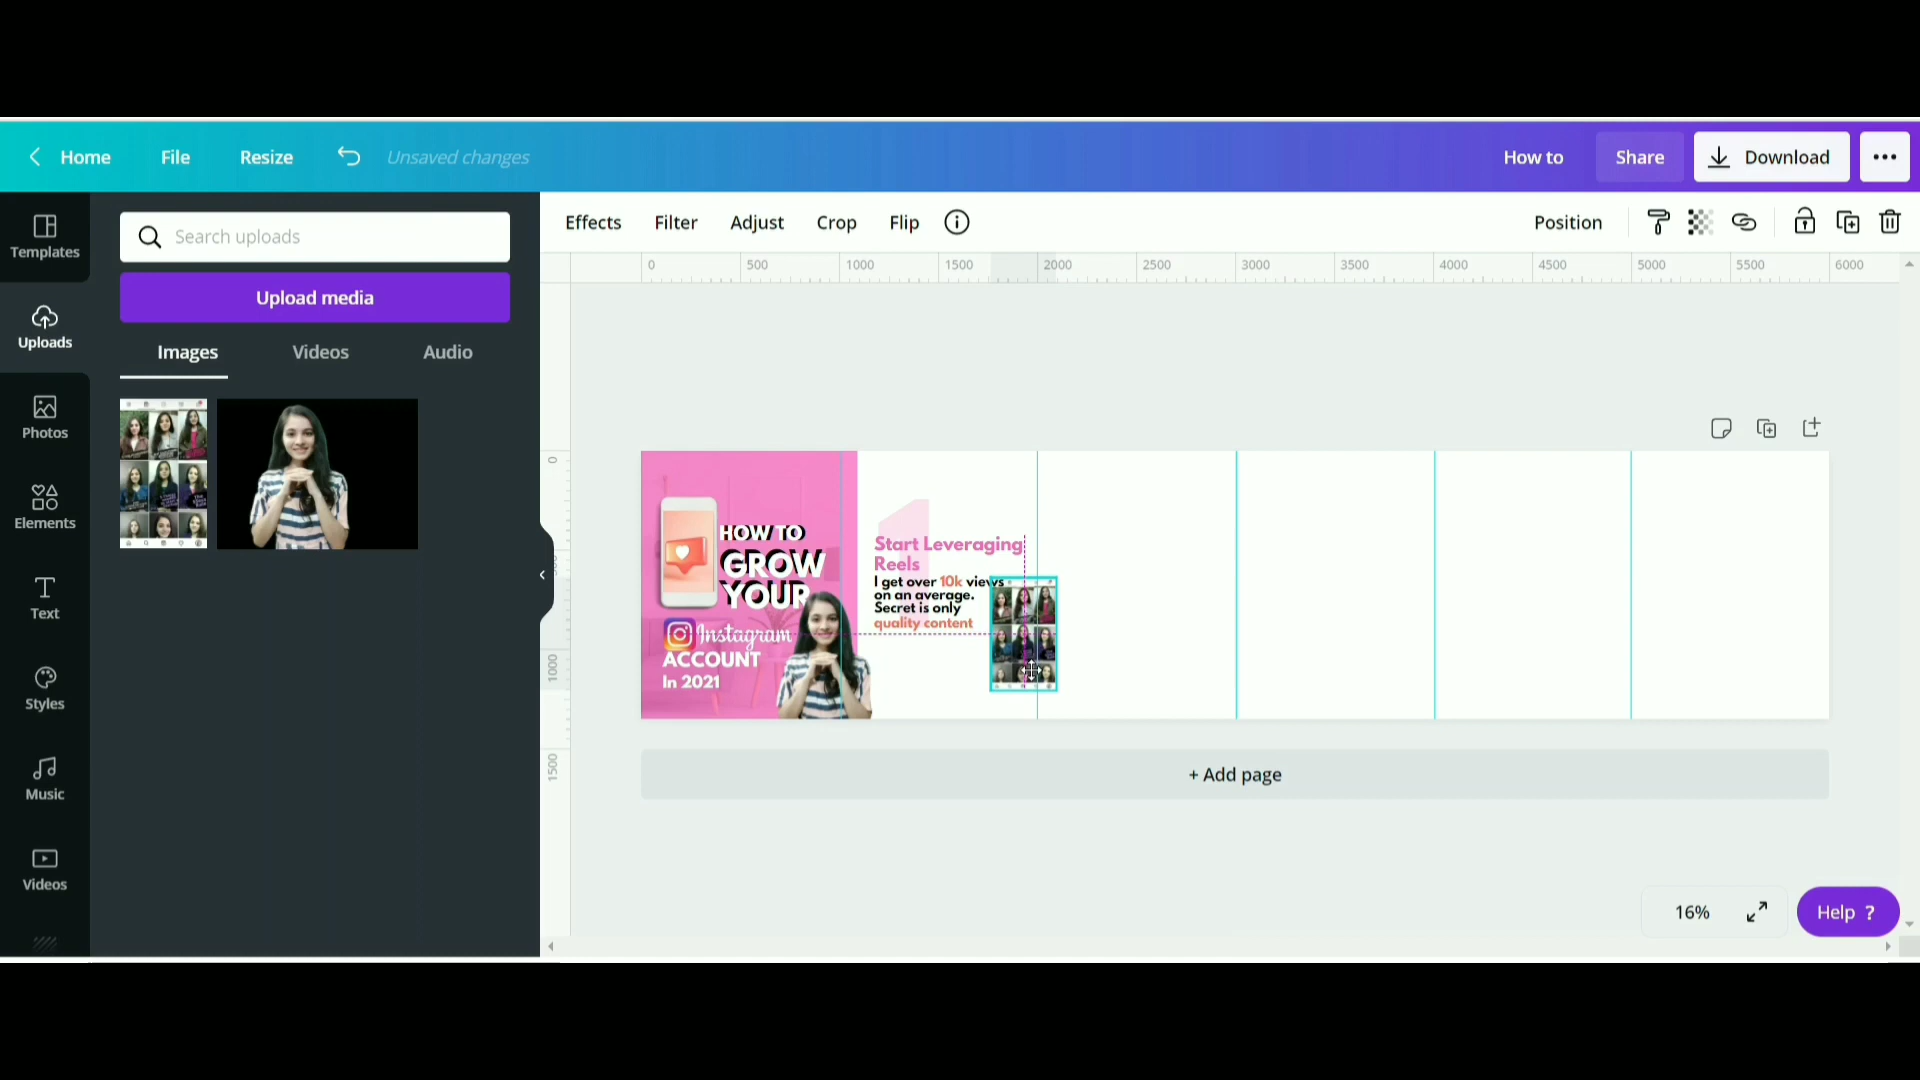 Home
File
Resize
Unsaved changes
How to
Share
Download
Templates
Uploads
Photos
Elements
Text
Styles
Music
Videos
Search uploads
Upload media
Images
Videos
Audio
Effects
Filter
Adjust
Crop
Flip
Position
0
500
1000
1500
2000
2500
3000
3500
4000
4500
5000
5500
6000
0
1000
1500
HOW TO
GROW
YOUR
Instagram
ACCOUNT
In 2021
1
Start Leveraging
Reels
I get over 10k views
on an average.
Secret is only
quality content
+ Add page
16%
Help ?